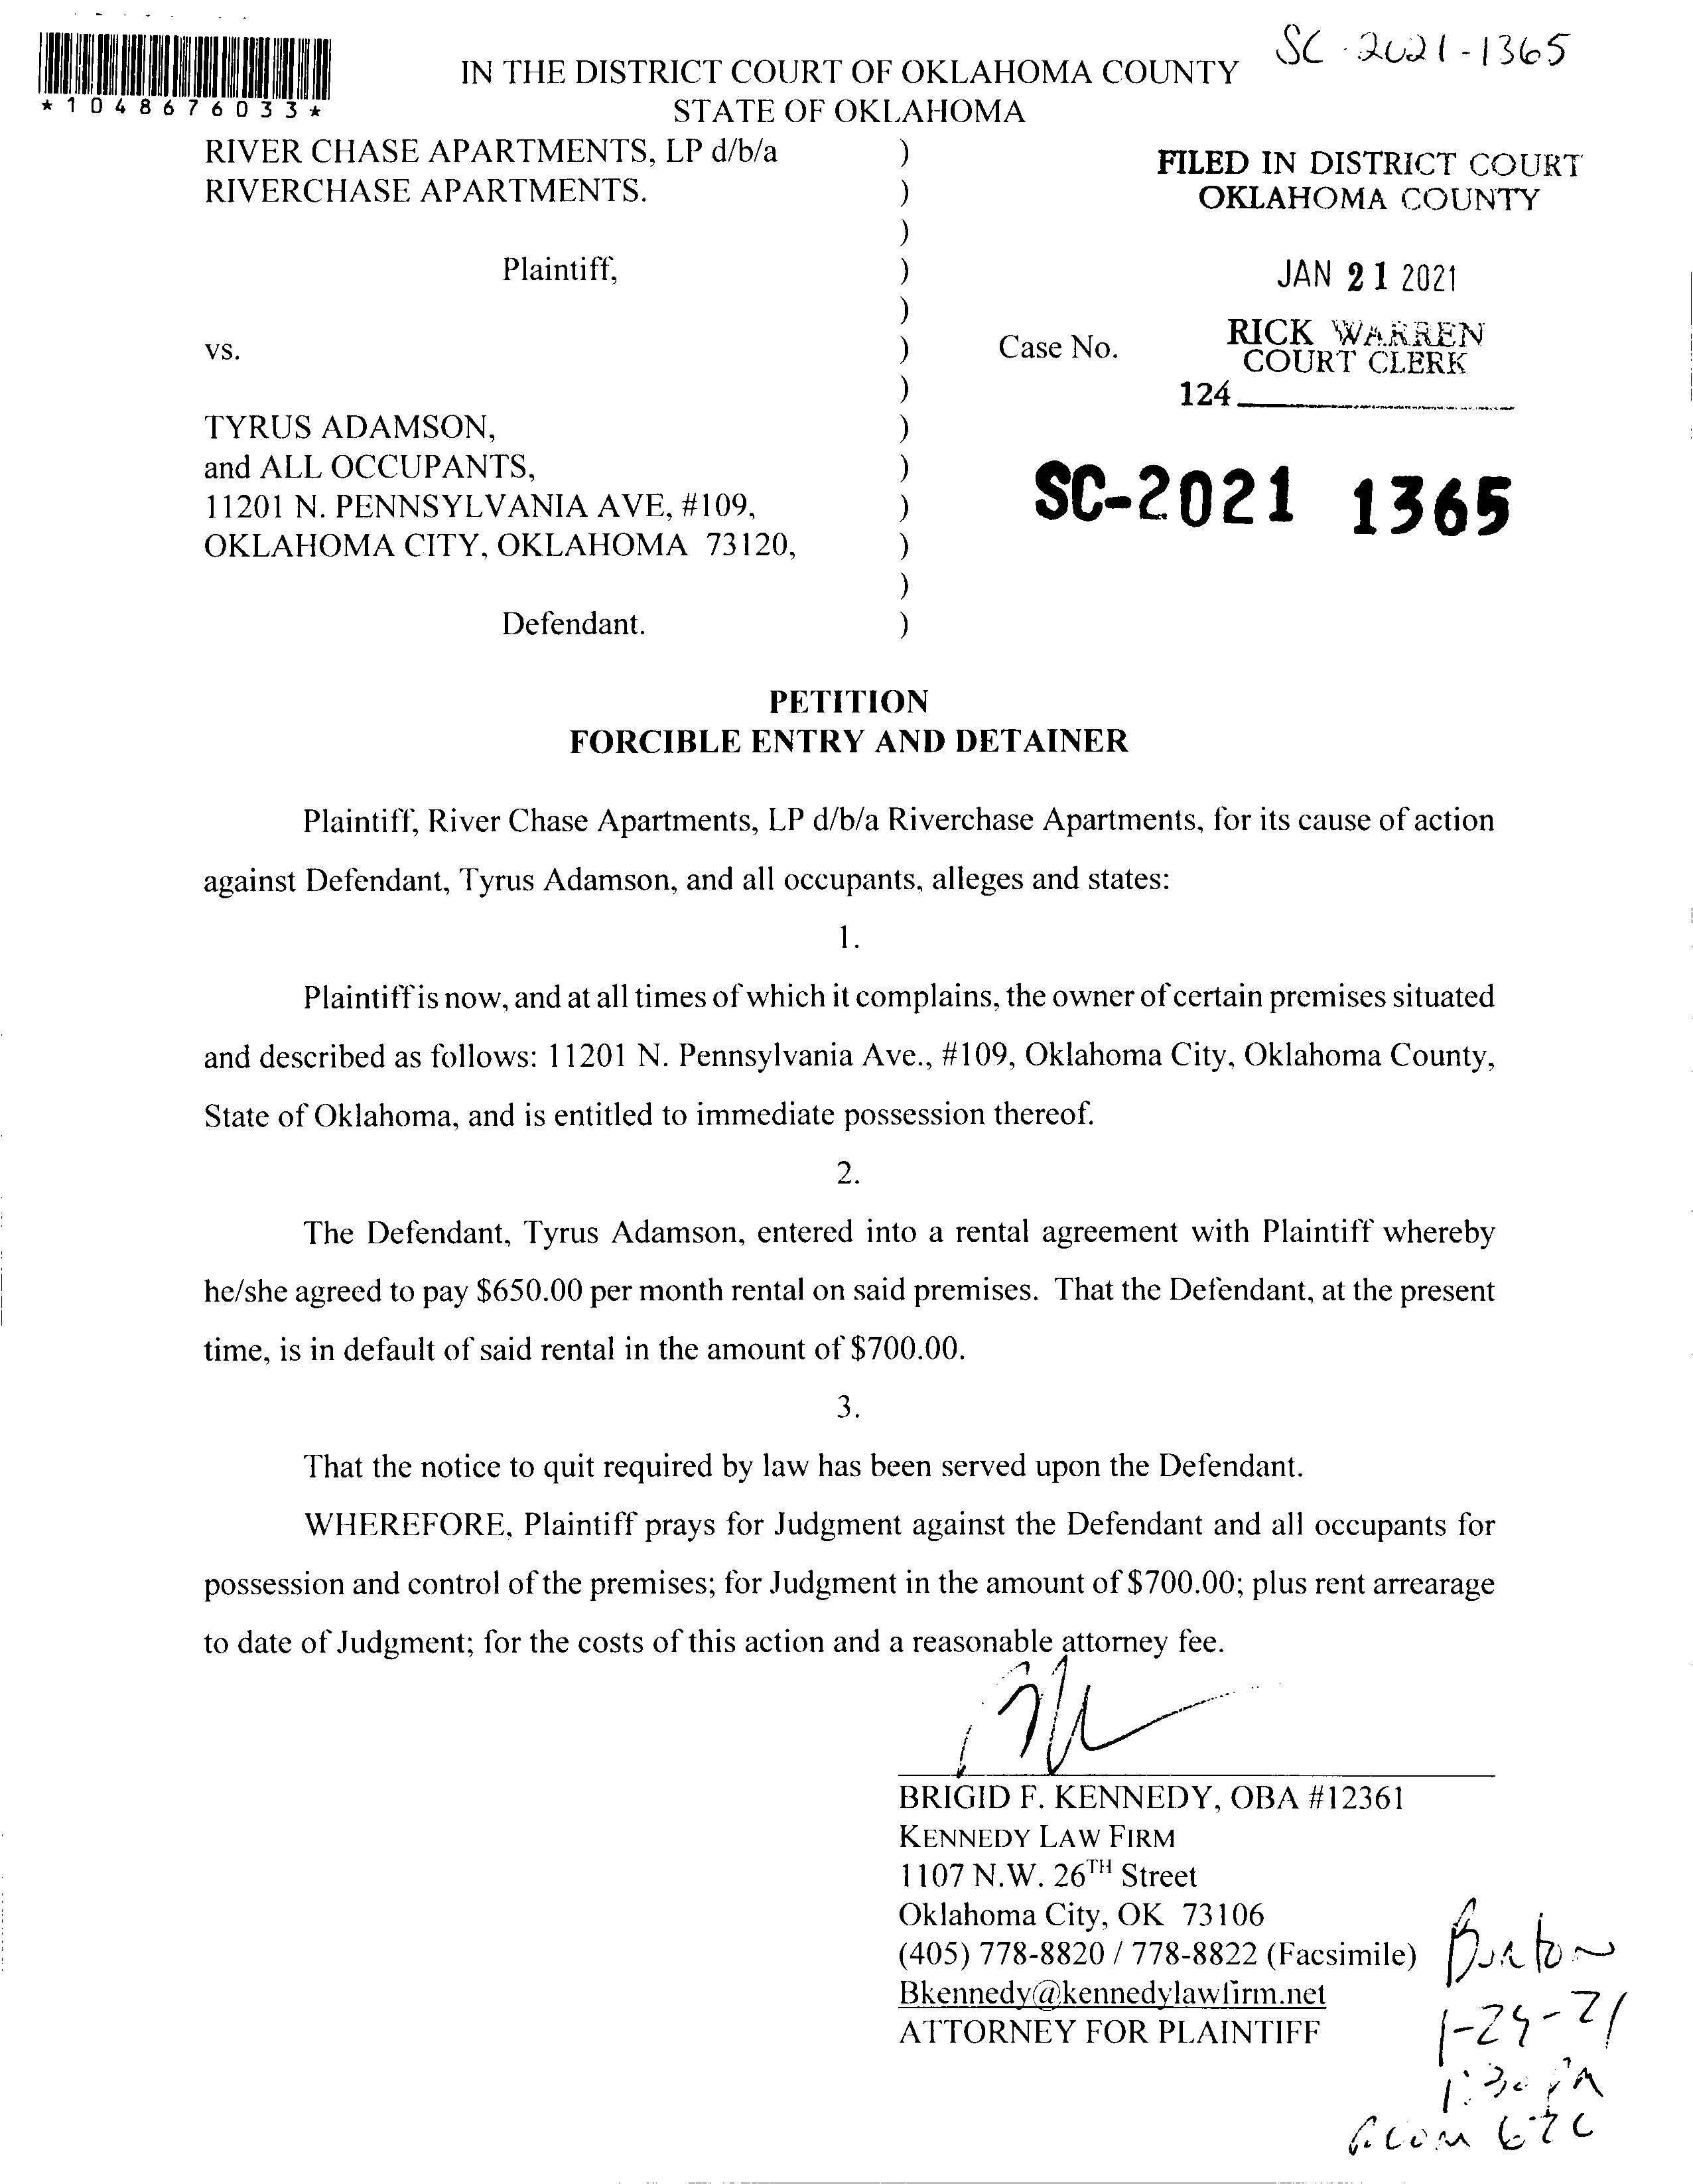 SC-2021-1365
*1048676033*
IN THE DISTRICT COURT OF OKLAHOMA COUNTY
STATE OF OKLAHOMA
RIVER CHASE APARTMENTS, LP d/b/a )
RIVERCHASE APARTMENTS. )
)
Plaintiff, )
)
vs. ) Case No.
)
TYRUS ADAMSON, )
and ALL OCCUPANTS, )
11201 N. PENNSYLVANIA AVE, #109, )
OKLAHOMA CITY, OKLAHOMA 73120, )
)
Defendant. )
FILED IN DISTRICT COURT
OKLAHOMA COUNTY
JAN 21 2021
RICK WARREN
COURT CLERK
124
SC-2021 1365
PETITION
FORCIBLE ENTRY AND DETAINER
Plaintiff, River Chase Apartments, LP d/b/a Riverchase Apartments, for its cause of action
against Defendant, Tyrus Adamson, and all occupants, alleges and states:
1.
Plaintiff is now, and at all times of which it complains, the owner of certain premises situated
and described as follows: 11201 N. Pennsylvania Ave., #109, Oklahoma City, Oklahoma County,
State of Oklahoma, and is entitled to immediate possession thereof.
2.
The Defendant, Tyrus Adamson, entered into a rental agreement with Plaintiff whereby
he/she agreed to pay $650.00 per month rental on said premises. That the Defendant, at the present
time, is in default of said rental in the amount of $700.00.
3.
That the notice to quit required by law has been served upon the Defendant.
WHEREFORE, Plaintiff prays for Judgment against the Defendant and all occupants for
possession and control of the premises; for Judgment in the amount of $700.00; plus rent arrearage
to date of Judgment; for the costs of this action and a reasonable attorney fee.
BRIGID F. KENNEDY, OBA #12361
KENNEDY LAW FIRM
1107 N.W. 26TH Street
Oklahoma City, OK 73106
(405) 778-8820 / 778-8822 (Facsimile)
Bkennedy@kennedylawfirm.net
ATTORNEY FOR PLAINTIFF
Burton
1:30 PM